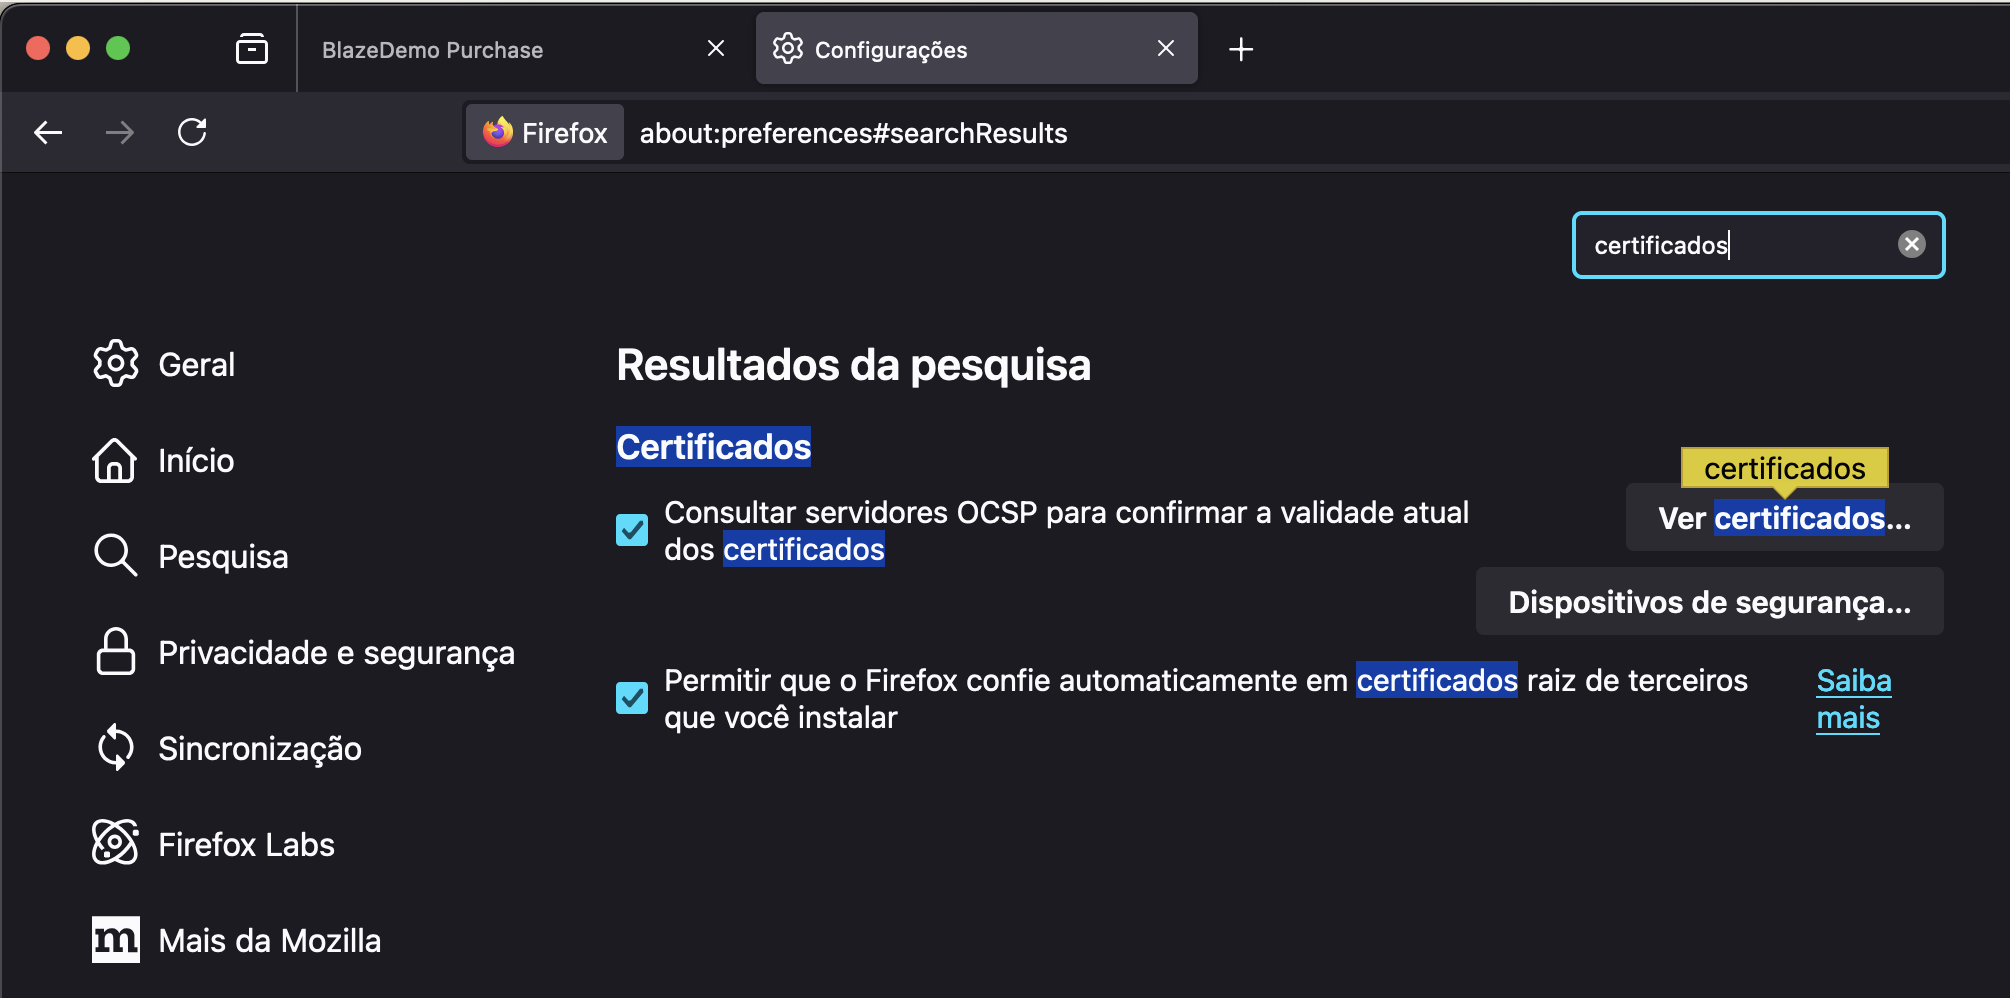 BlazeDemo Purchase
Configurações
Firefox
about:preferences#searchResults
certificados
Geral
Início
Pesquisa
Privacidade e segurança
Sincronização
Firefox Labs
m
Mais da Mozilla
Resultados da pesquisa
Certificados
Consultar servidores OCSP para confirmar a validade atual
dos certificados
certificados
Ver certificados...
Dispositivos de segurança...
Permitir que o Firefox confie automaticamente em certificados raiz de terceiros
que você instalar
Saiba
mais